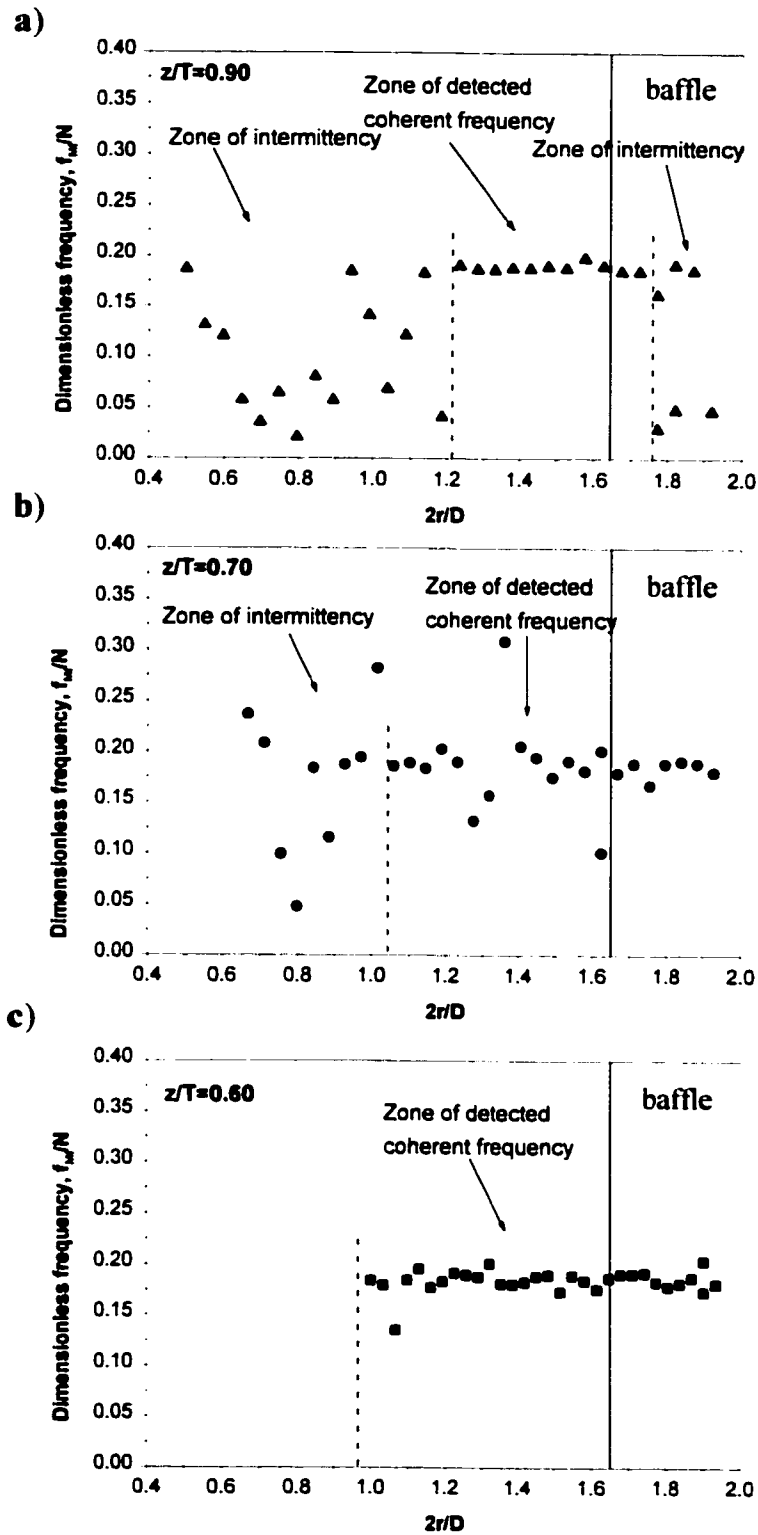 a)
0.40
z/T=0.90
0.35
0.30
0.25
0.20
0.15
0.10
0.05
0.00
Zone of intermittency
Zone of detected
coherent frequency
baffle
Zone of intermittency
Dimensionless frequency, f_MI/N
0.4 0.6 0.8 1.0 1.2 1.4 1.6 1.8 2.0
2r/D
b)
0.40
z/T=0.70
0.35
0.30
0.25
0.20
0.15
0.10
0.05
0.00
Zone of intermittency
Zone of detected
coherent frequency
baffle
Dimensionless frequency, f_MI/N
0.4 0.6 0.8 1.0 1.2 1.4 1.6 1.8 2.0
2r/D
c)
0.40
z/T=0.60
0.35
0.30
0.25
0.20
0.15
0.10
0.05
0.00
Zone of detected
coherent frequency
baffle
Dimensionless frequency, f_MI/N
0.4 0.6 0.8 1.0 1.2 1.4 1.6 1.8 2.0
2r/D